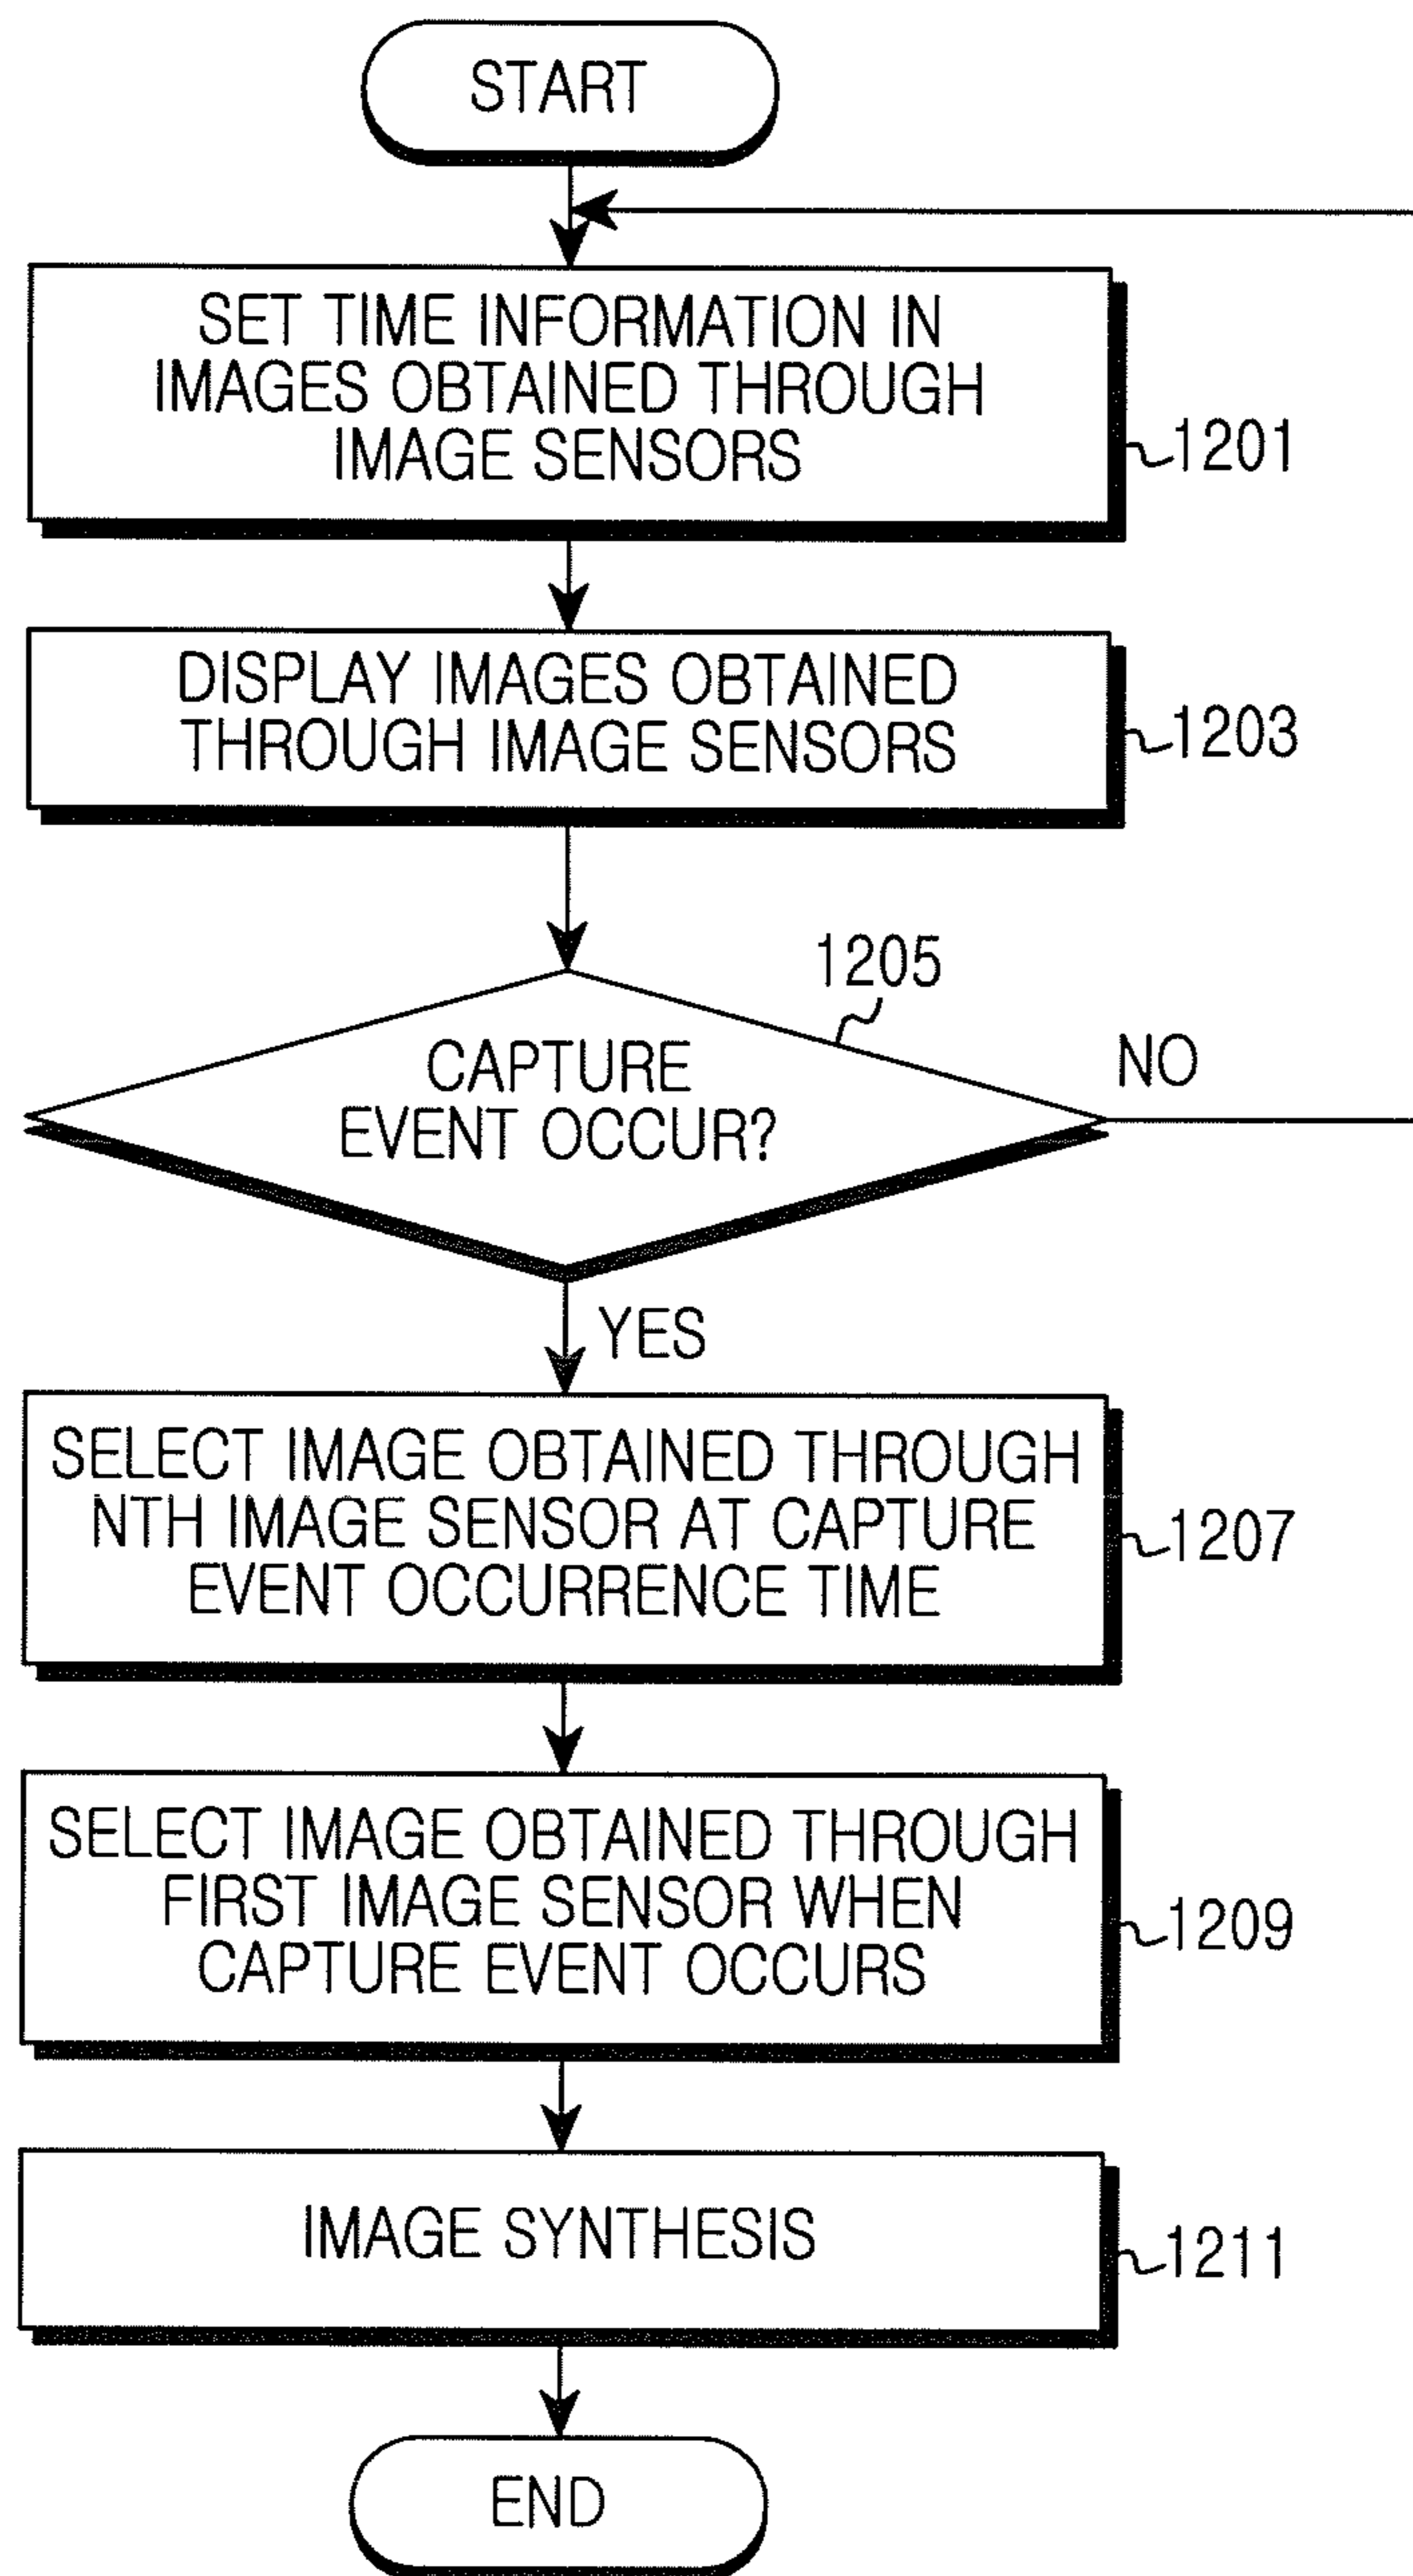 START
SET TIME INFORMATION IN
IMAGES OBTAINED THROUGH
IMAGE SENSORS
1201
DISPLAY IMAGES OBTAINED
THROUGH IMAGE SENSORS
1203
1205
CAPTURE
EVENT OCCUR?
NO
YES
SELECT IMAGE OBTAINED THROUGH
NTH IMAGE SENSOR AT CAPTURE
EVENT OCCURRENCE TIME
1207
SELECT IMAGE OBTAINED THROUGH
FIRST IMAGE SENSOR WHEN
CAPTURE EVENT OCCURS
1209
IMAGE SYNTHESIS
1211
END